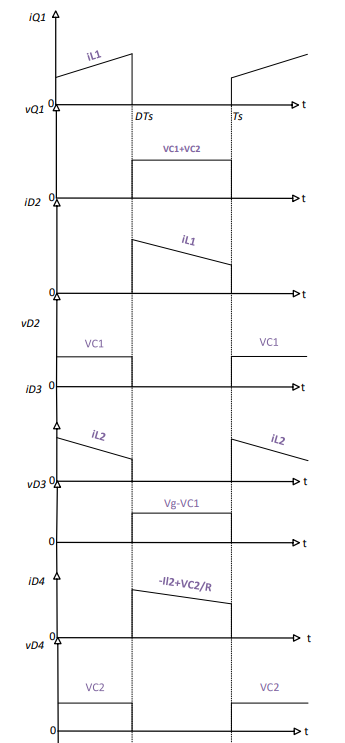 iQ1
iL1
0
t
vQ1
DTs
Ts
VC1+VC2
0
t
iD2
iL1
0
t
vD2
VC1
VC1
iD3
0
t
iL2
iL2
0
t
vD3
Vg-VC1
0
t
iD4
-Il2+VC2/R
0
t
vD4
VC2
VC2
0
t